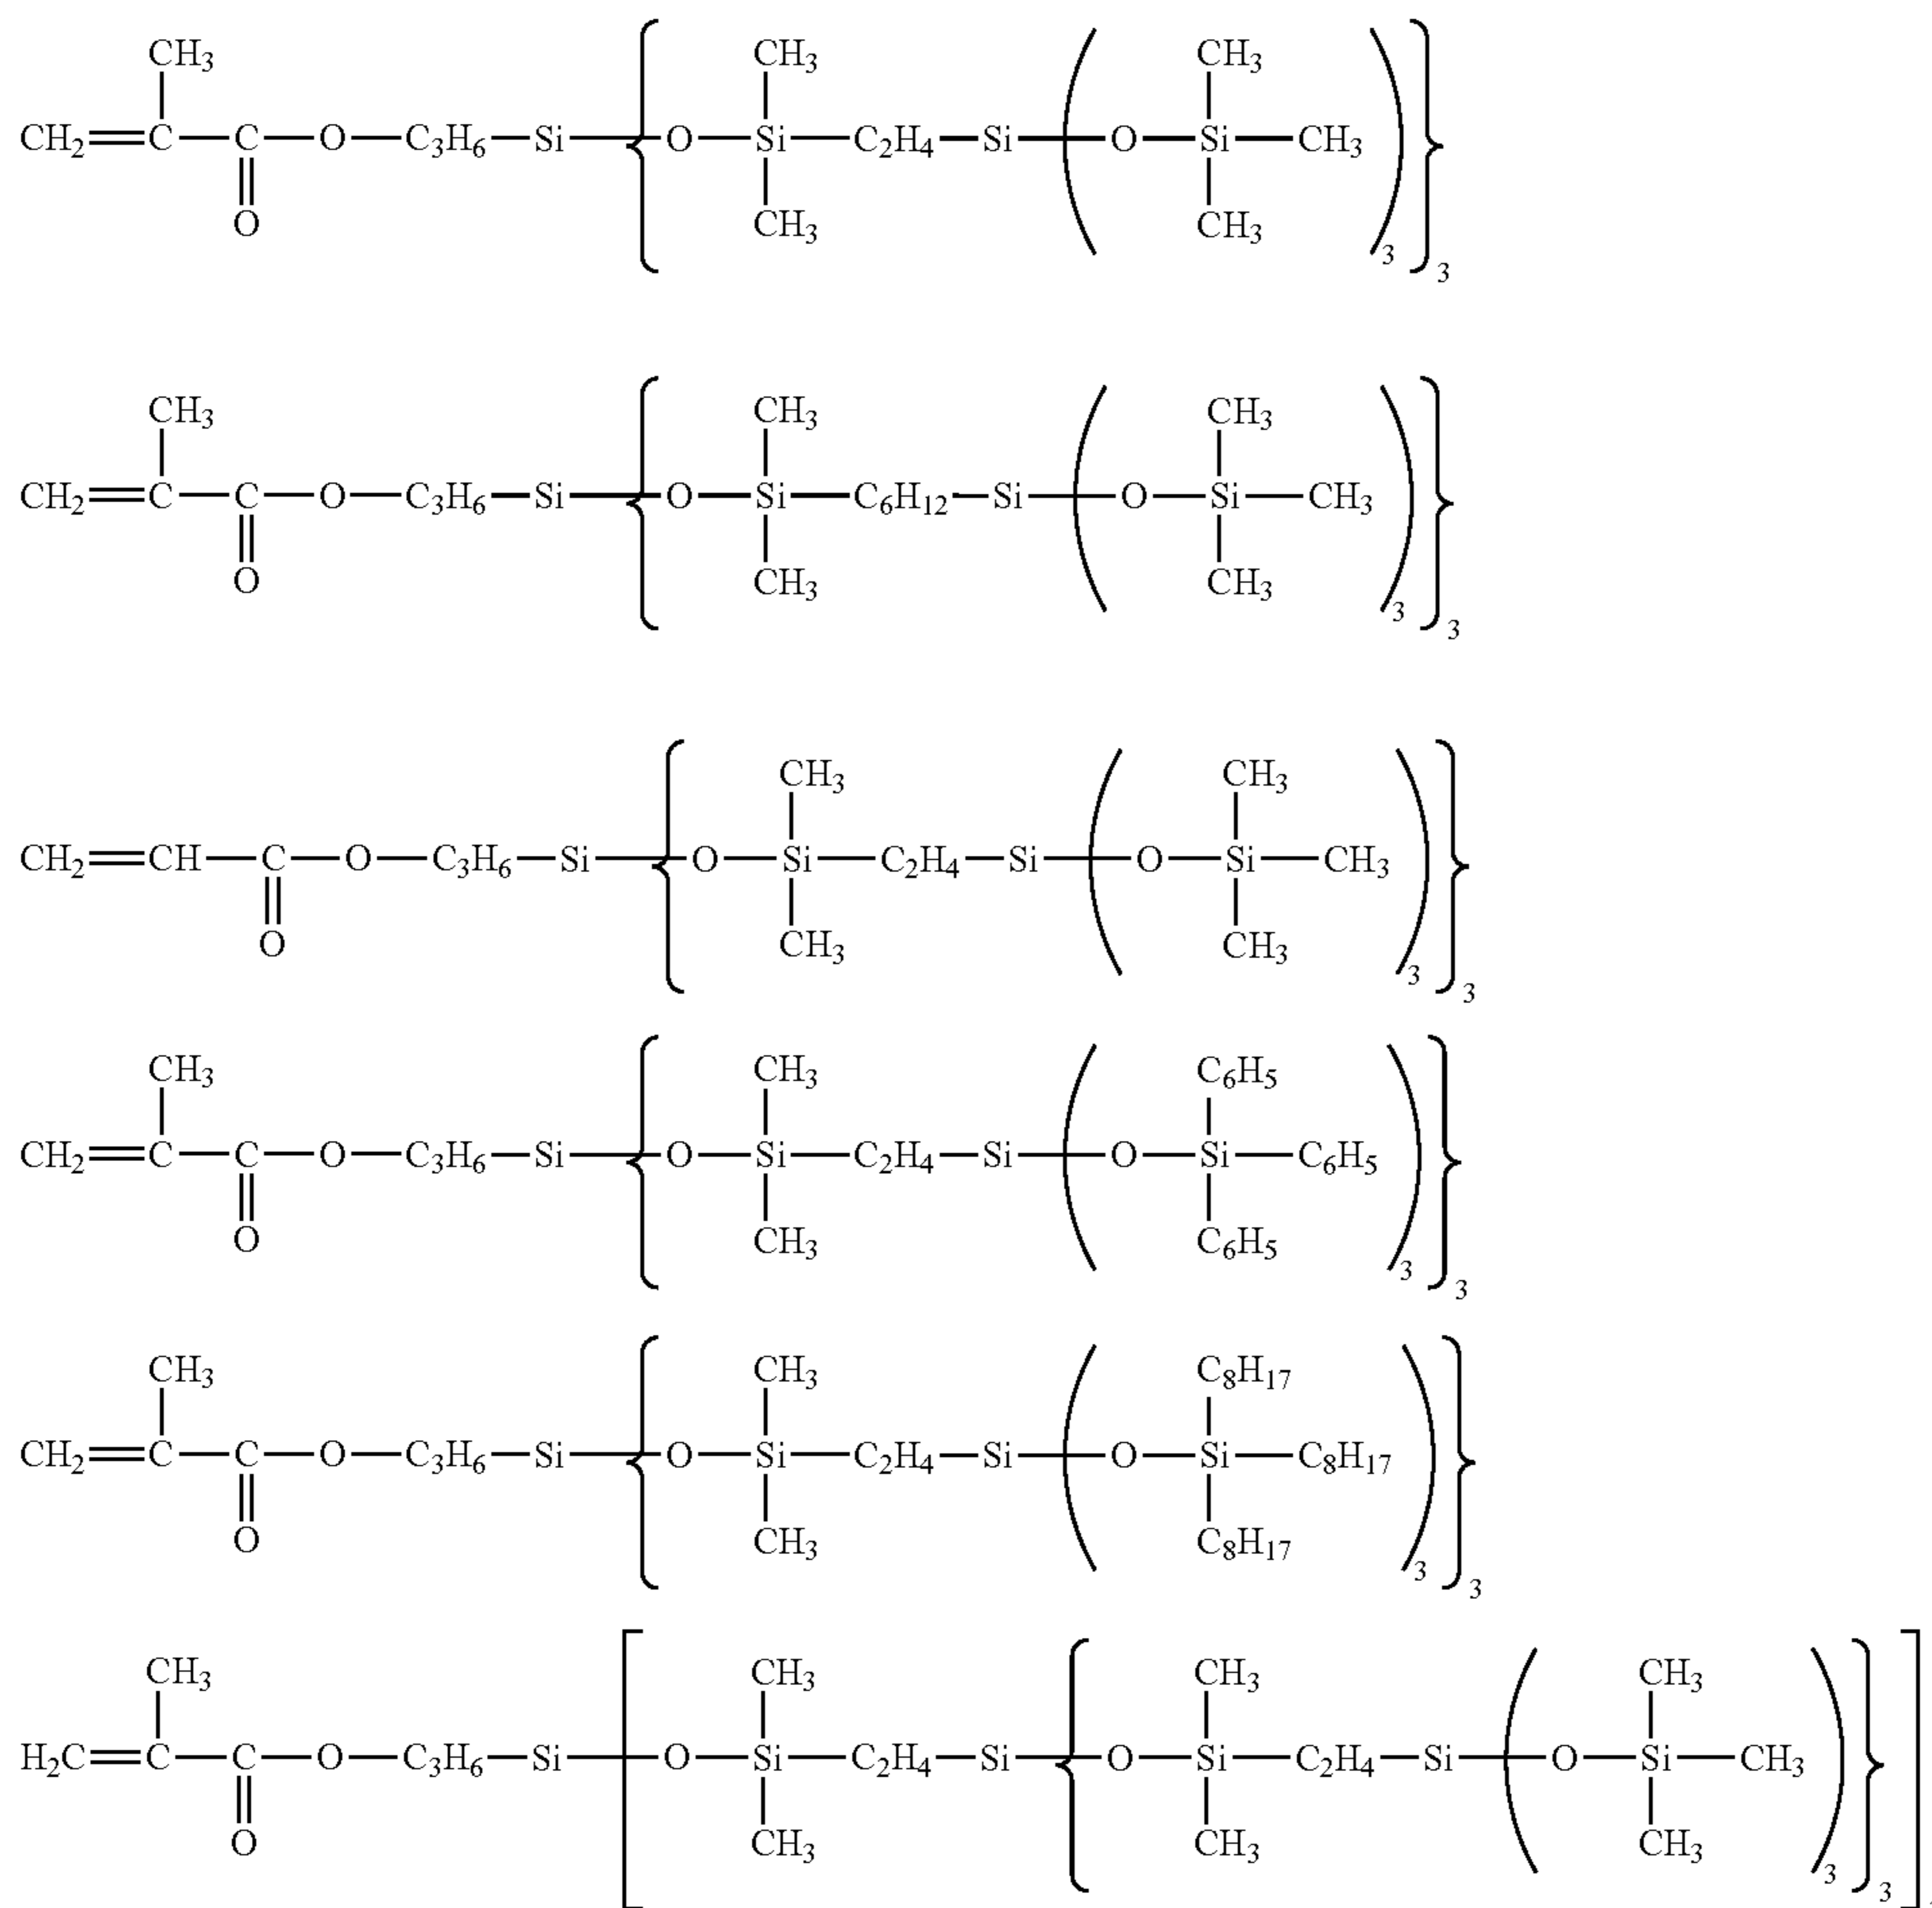 CH3 CH3 CH3
CH2=C—C—O—C3H6—Si{O—Si—C2H4—Si(O—Si—CH3)3}3
O CH3 CH3
CH3 CH3 CH3
CH2=C—C—O—C3H6—Si{O—Si—C6H12—Si(O—Si—CH3)3}3
O CH3 CH3
CH3 CH3
CH2=CH—C—O—C3H6—Si{O—Si—C2H4—Si(O—Si—CH3)3}3
O CH3 CH3
CH3 CH3 C6H5
CH2=C—C—O—C3H6—Si{O—Si—C2H4—Si(O—Si—C6H5)3}3
O CH3 C6H5
CH3 CH3 C8H17
CH2=C—C—O—C3H6—Si{O—Si—C2H4—Si(O—Si—C8H17)3}3
O CH3 C8H17
CH3 CH3 CH3 CH3
H2C=C—C—O—C3H6—Si[O—Si—C2H4—Si{O—Si—C2H4—Si(O—Si—CH3)3}3]
O CH3 CH3 CH3